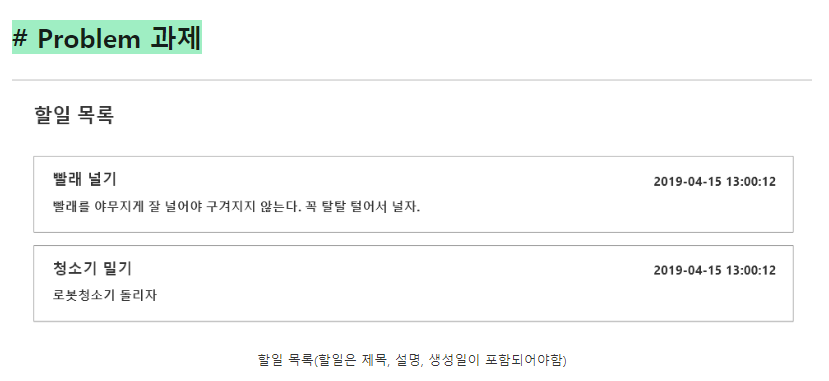 # Problem 과제
할일 목록
빨래 널기
2019-04-15 13:00:12
빨래를 야무지게 잘 널어야 구겨지지 않는다. 꼭 탈탈 털어서 널자.
청소기 밀기
2019-04-15 13:00:12
로봇청소기 돌리자
할일 목록(할일은 제목, 설명, 생성일이 포함되어야함)